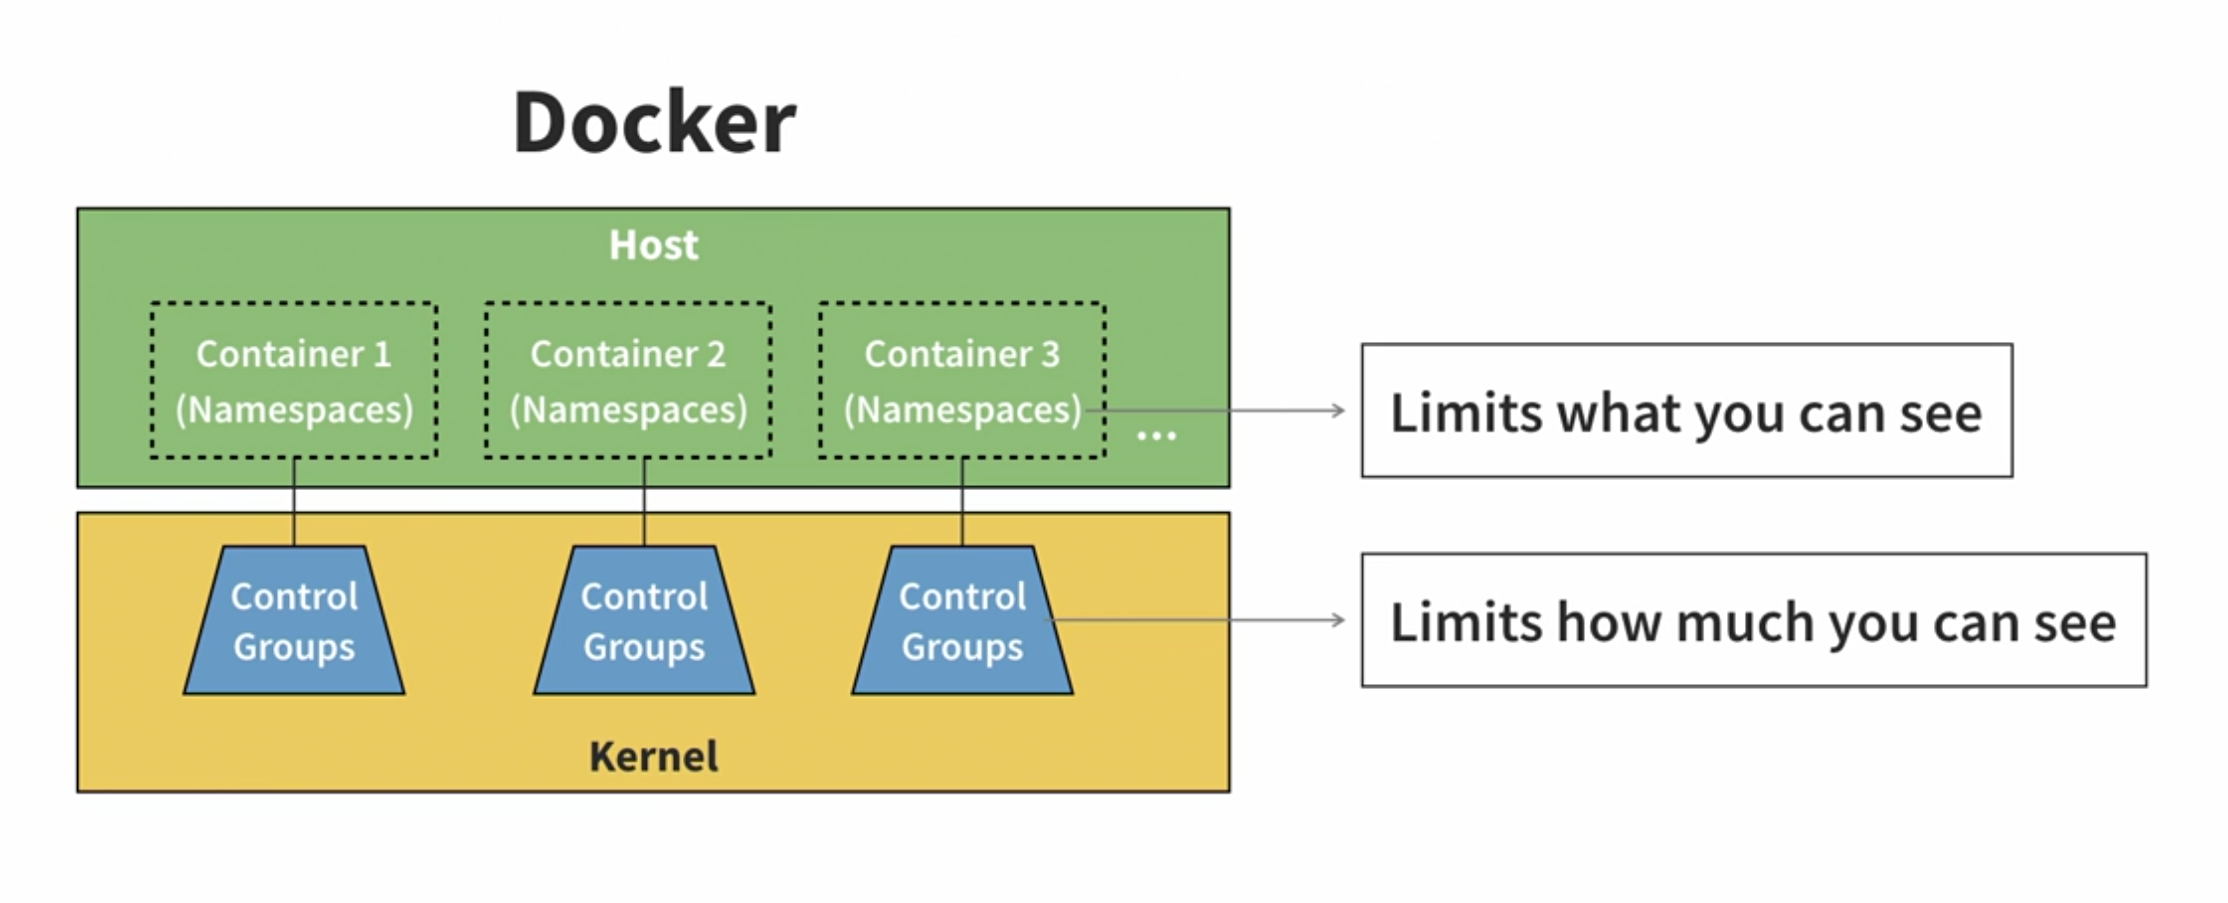 Docker
Host
Container 1
(Namespaces)
Container 2
(Namespaces)
Container 3
(Namespaces)
...
Limits what you can see
Control
Groups
Control
Groups
Control
Groups
Limits how much you can see
Kernel